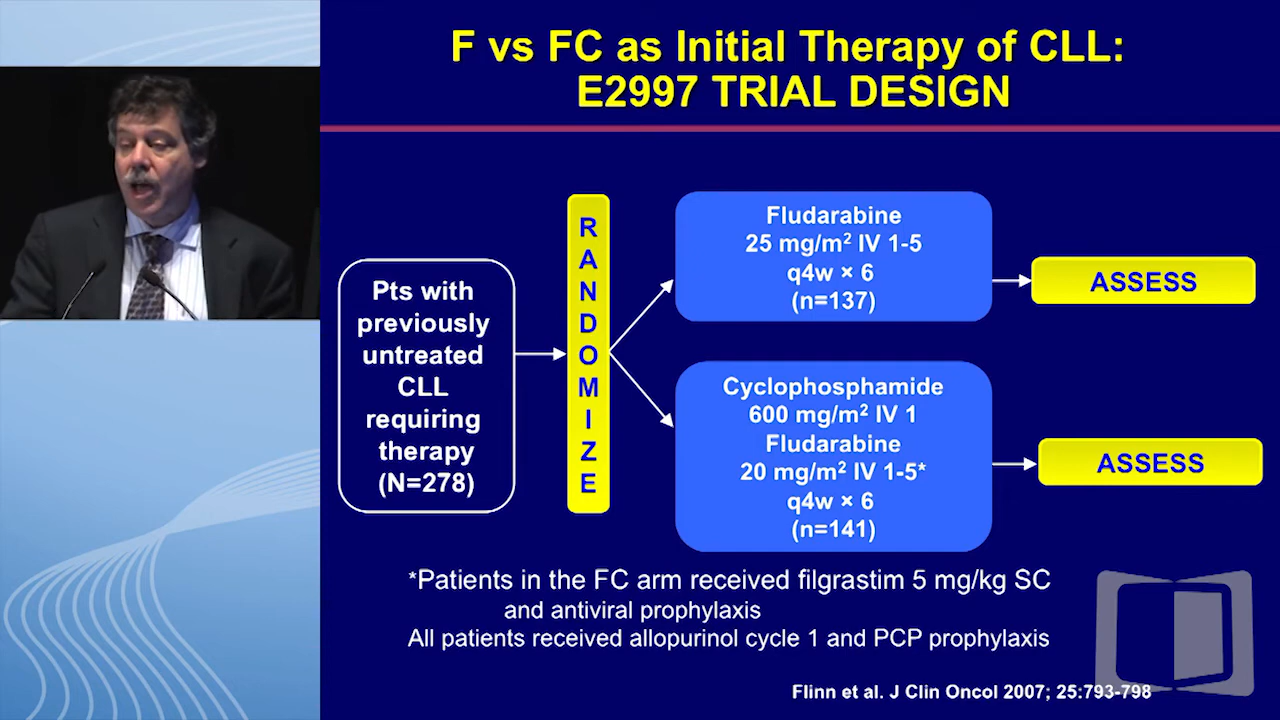 F vs FC as Initial Therapy of CLL:
E2997 TRIAL DESIGN
Pts with
previously
untreated
CLL
requiring
therapy
(N=278)
R
A
N
D
O
M
I
Z
E
Fludarabine
25 mg/m² IV 1-5
q4w × 6
(n=137)
ASSESS
Cyclophosphamide
600 mg/m² IV 1
Fludarabine
20 mg/m² IV 1-5*
q4w × 6
(n=141)
ASSESS
*Patients in the FC arm received filgrastim 5 mg/kg SC
and antiviral prophylaxis
All patients received allopurinol cycle 1 and PCP prophylaxis
Flinn et al. J Clin Oncol 2007; 25:793-798